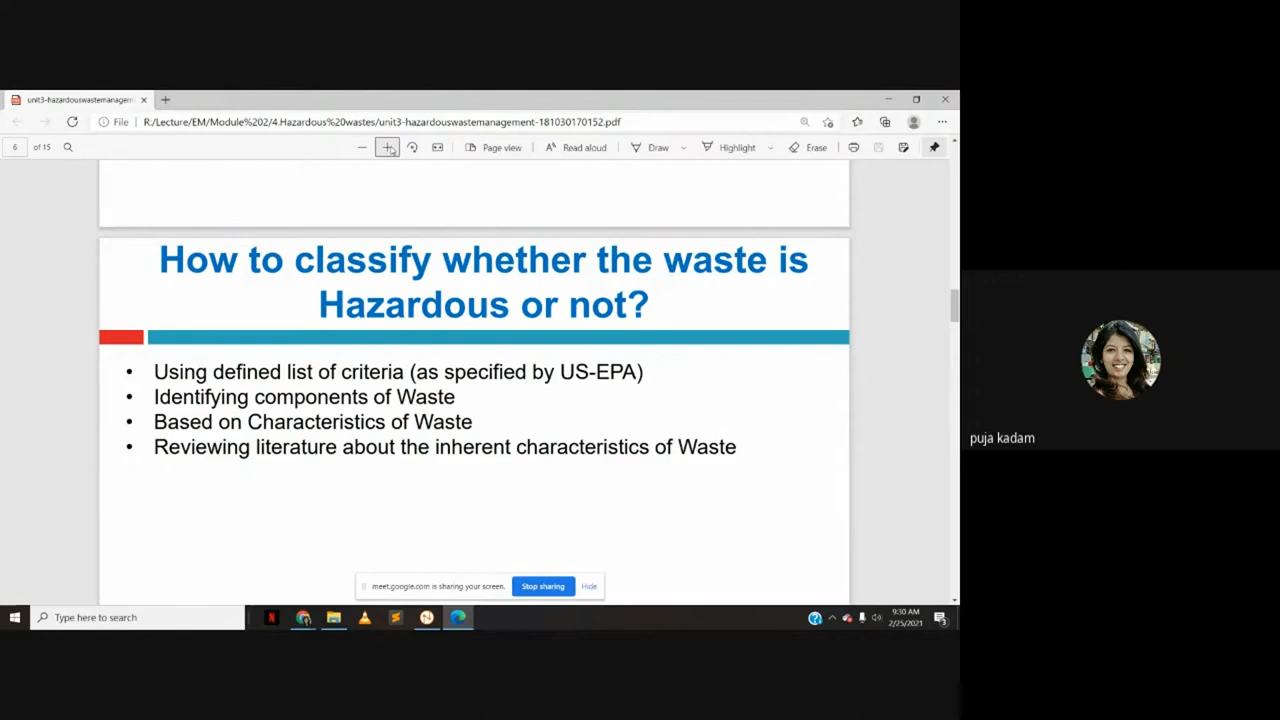 unit3-hazardouswastemanagem
File
R:/Lecture/EM/Module%202/4.Hazardous%20wastes/unit3-hazardouswastemanagement-181030170152.pdf
6 of 15
Page view
Read aloud
Draw
Highlight
Erase
How to classify whether the waste is
Hazardous or not?
• Using defined list of criteria (as specified by US-EPA)
• Identifying components of Waste
• Based on Characteristics of Waste
• Reviewing literature about the inherent characteristics of Waste
puja kadam
meet.google.com is sharing your screen.
Stop sharing
Hide
Type here to search
9:30 AM
2/25/2021